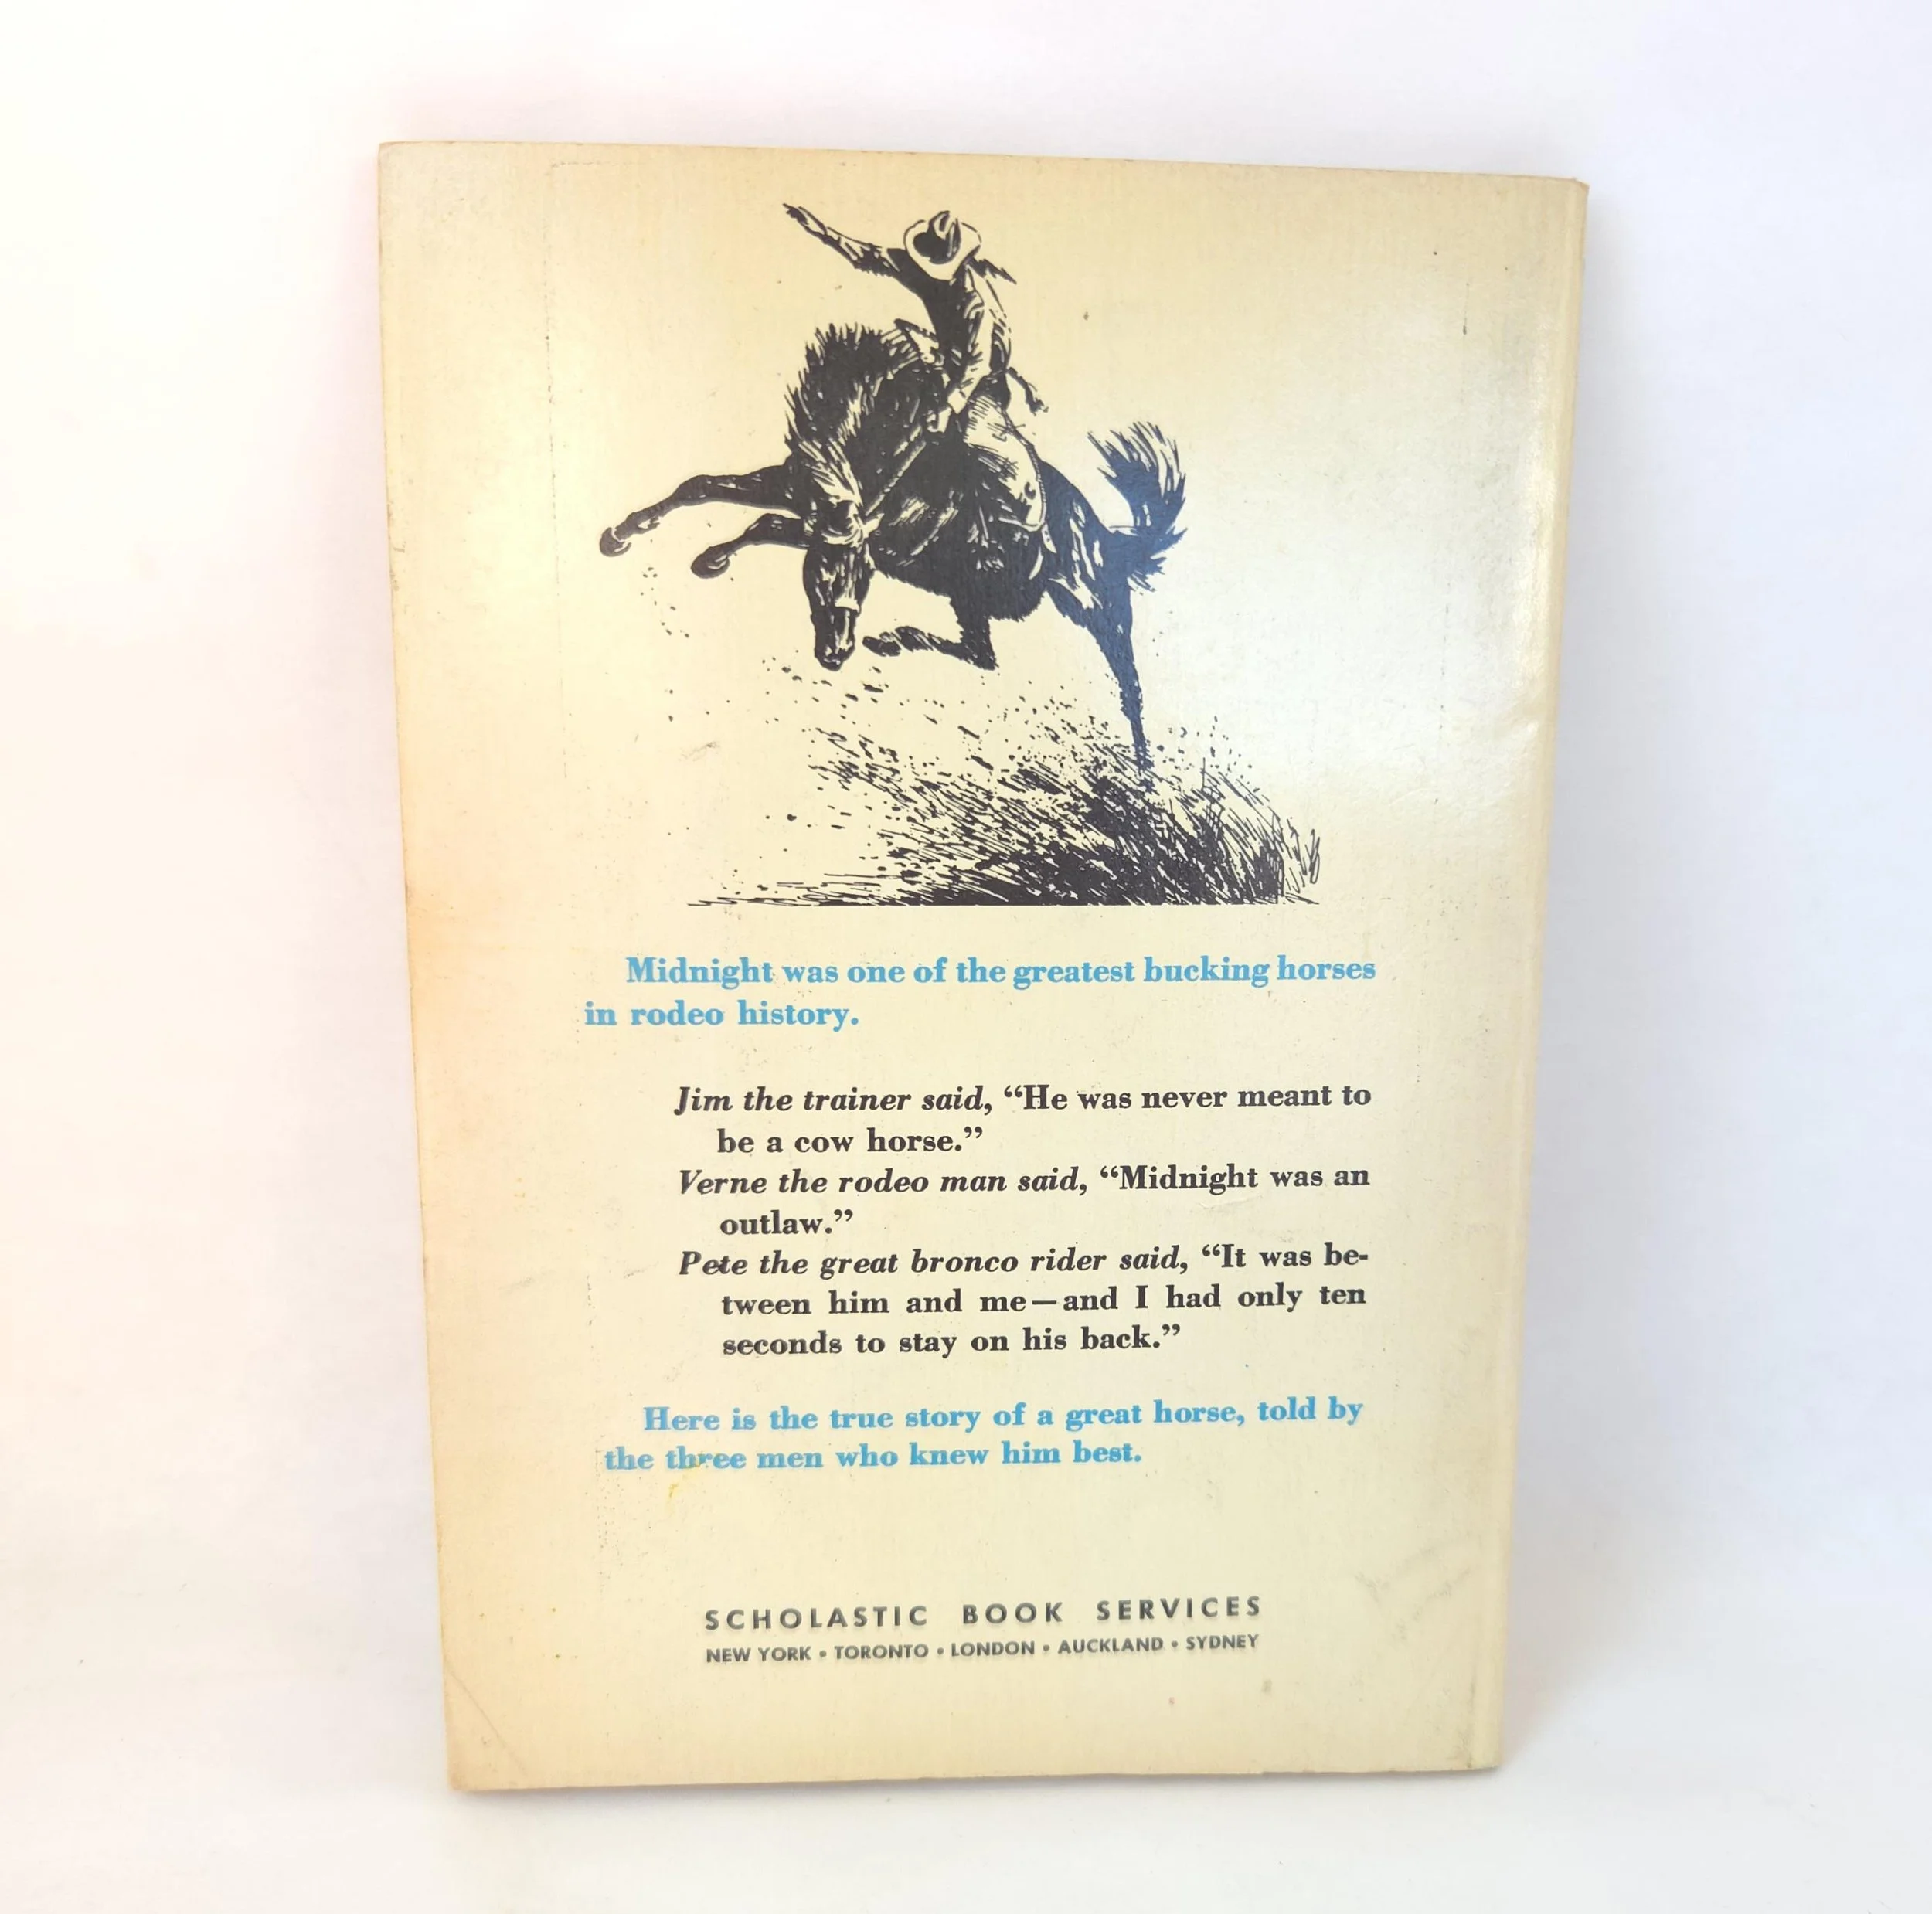 Midnight was one of the greatest bucking horses
in rodeo history.
Jim the trainer said, “He was never meant to
be a cow horse.”
Verne the rodeo man said, “Midnight was an
outlaw.”
Pete the great bronco rider said, “It was be-
tween him and me—and I had only ten
seconds to stay on his back.”
Here is the true story of a great horse, told by
the three men who knew him best.
SCHOLASTIC BOOK SERVICES
NEW YORK • TORONTO • LONDON • AUCKLAND • SYDNEY